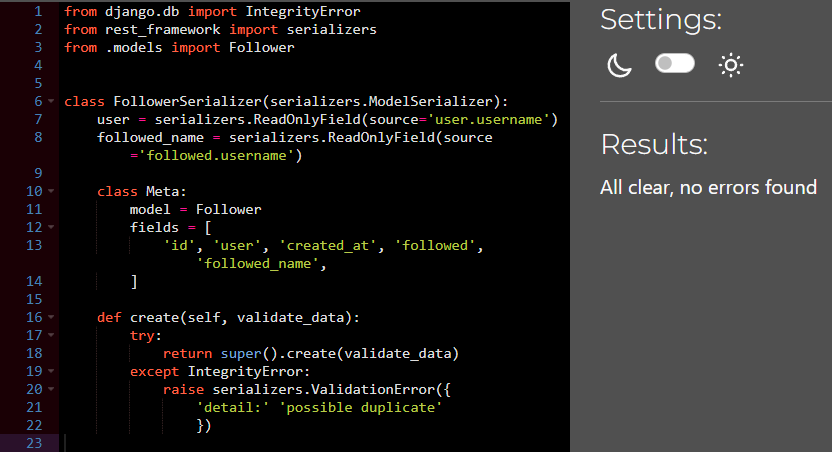 1 from django.db import IntegrityError
2 from rest_framework import serializers
3 from .models import Follower
4
5
6 class FollowerSerializer(serializers.ModelSerializer):
7     user = serializers.ReadOnlyField(source='user.username')
8     followed_name = serializers.ReadOnlyField(source
        ='followed.username')
9
10     class Meta:
11         model = Follower
12         fields = [
13             'id', 'user', 'created_at', 'followed',
                'followed_name',
14         ]
15
16     def create(self, validate_data):
17         try:
18             return super().create(validate_data)
19         except IntegrityError:
20             raise serializers.ValidationError({
21                 'detail:' 'possible duplicate'
22                 })
23
Settings:
Results:
All clear, no errors found